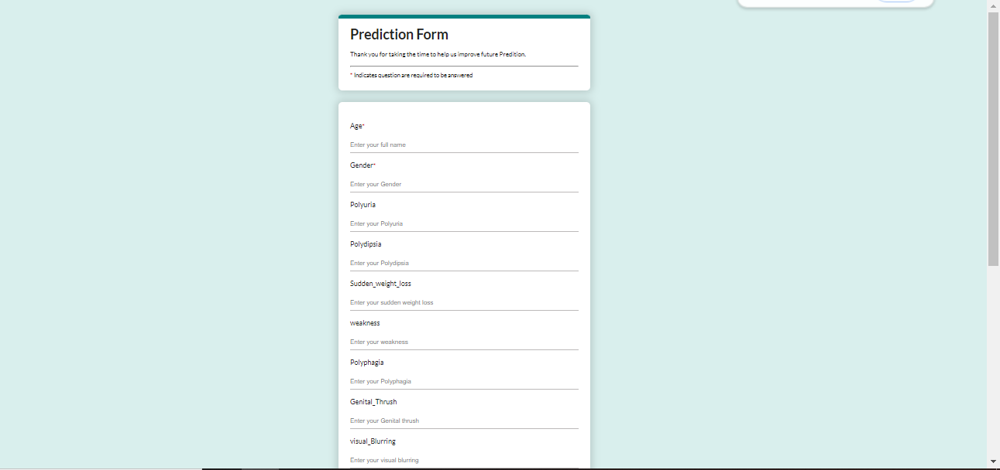 Prediction Form
Thank you for taking the time to help us improve future Predition.
* Indicates question are required to be answered
Age*
Enter your full name
Gender*
Enter your Gender
Polyuria
Enter your Polyuria
Polydipsia
Enter your Polydipsia
Sudden_weight_loss
Enter your sudden weight loss
weakness
Enter your weakness
Polyphagia
Enter your Polyphagia
Genital_Thrush
Enter your Genital thrush
visual_Blurring
Enter your visual blurring